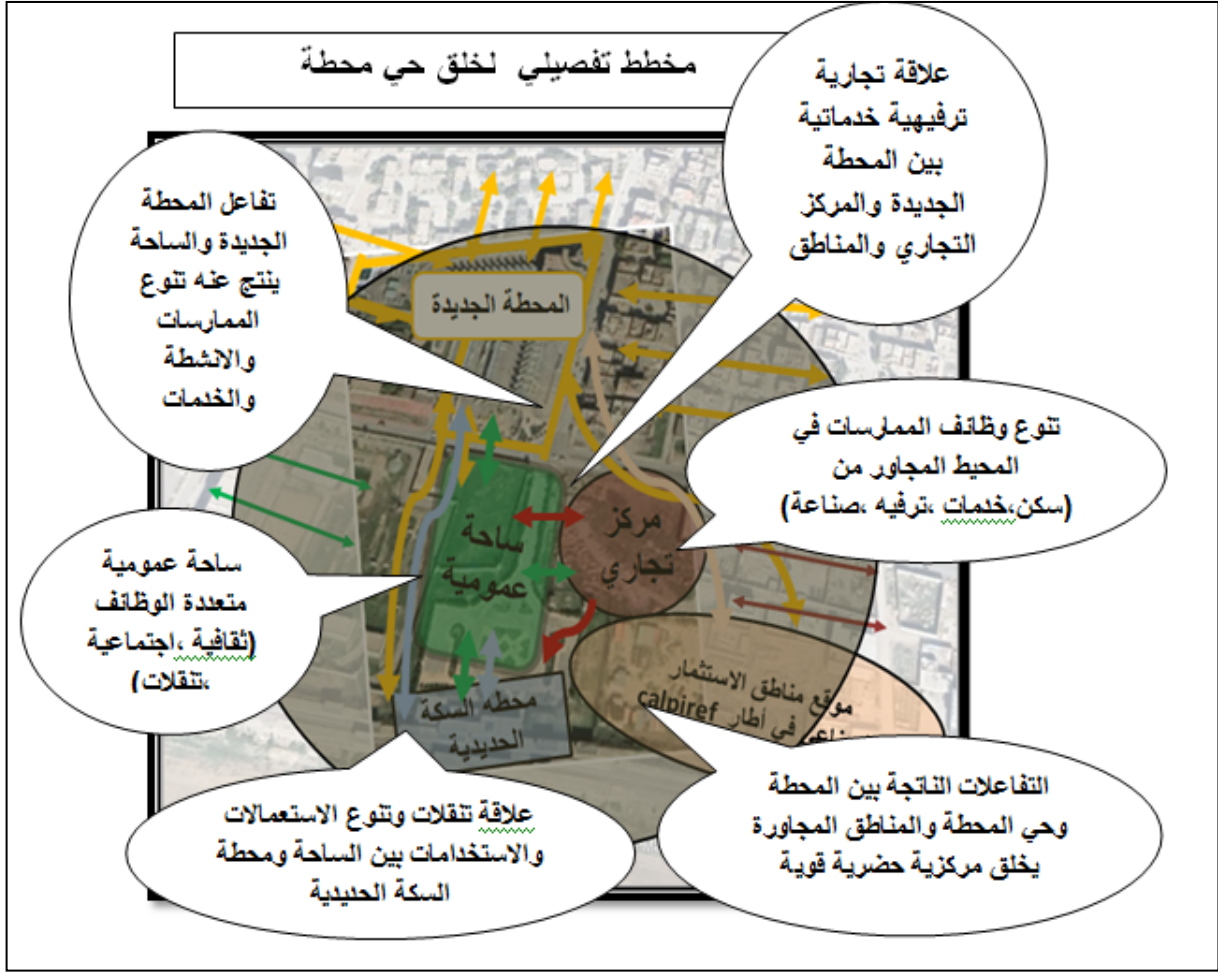 مخطط تفصيلي لخلق حي محطة
علاقة تجارية
ترفيهية خدماتية
بين المحطة
الجديدة والمركز
التجاري والمناطق
تفاعل المحطة
الجديدة والساحة
ينتج عنه تنوع
الممارسات
والانشطة
والخدمات
المحطة الجديدة
تنوع وظائف الممارسات في
المحيط المجاور من
(سكن،خدمات ،ترفيه ،صناعة)
مركز
تجاري
ساحة
عمومية
ساحة عمومية
متعددة الوظائف
(ثقافية ،اجتماعية
،تنقلات)
موقع مناطق الاستثمار
في أطار calpiref
محطه السكة
الحديدية
التفاعلات الناتجة بين المحطة
وحي المحطة والمناطق المجاورة
يخلق مركزية حضرية قوية
علاقة تنقلات وتنوع الاستعمالات
والاستخدامات بين الساحة ومحطة
السكة الحديدية